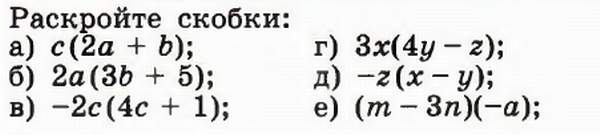 Раскройте скобки:
а) c(2a + b); г) 3x(4y – z);
б) 2a(3b + 5); д) –z(x – y);
в) –2c(4c + 1); е) (m – 3n)(–a);